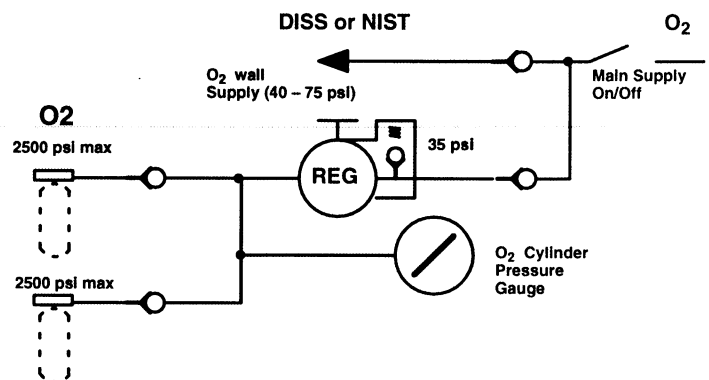 DISS or NIST
O2
O2 wall
Supply (40 – 75 psi)
Main Supply
On/Off
O2
2500 psi max
35 psi
REG
O2 Cylinder
Pressure
Gauge
2500 psi max